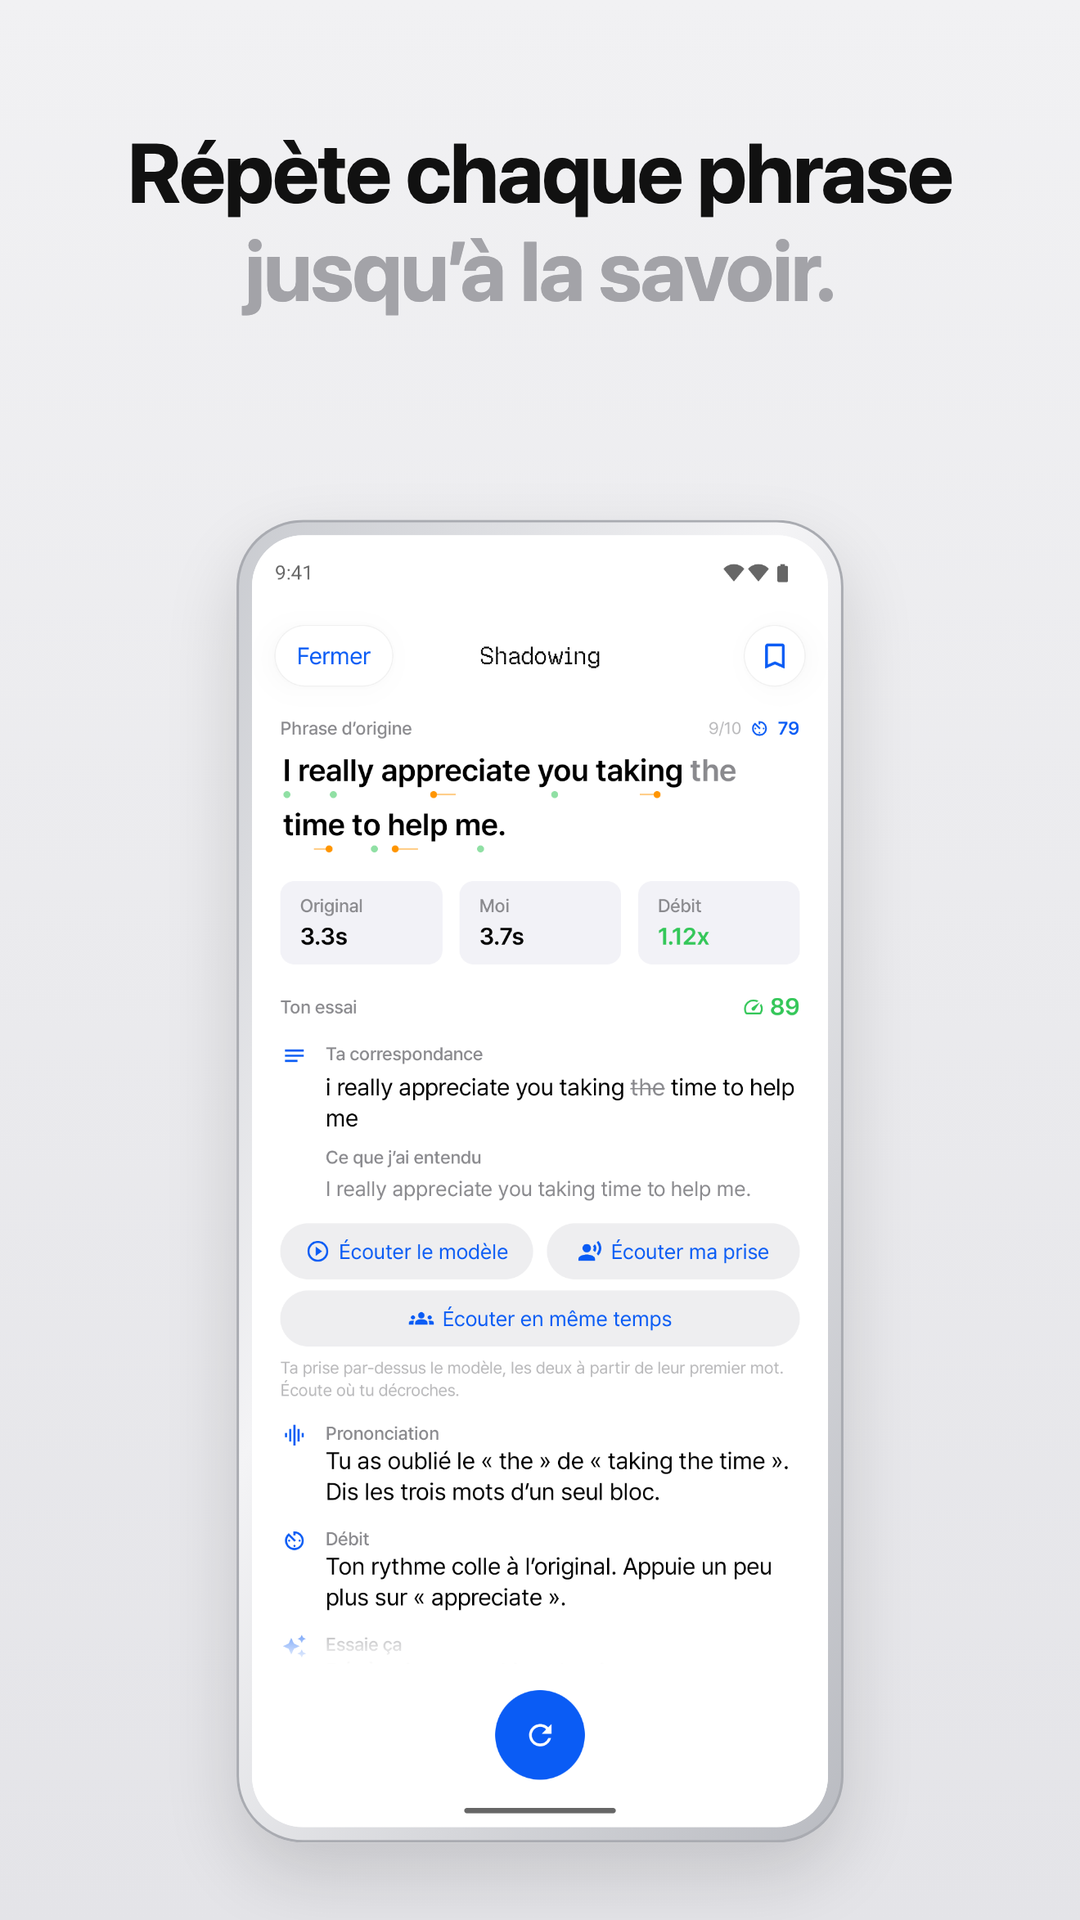 Répète chaque phrase
jusqu’à la savoir.
9:41
Fermer
Shadowing
Phrase d’origine
9/10 79
I really appreciate you taking the
time to help me.
Original
3.3s
Moi
3.7s
Débit
1.12x
Ton essai
89
Ta correspondance
i really appreciate you taking the time to help
me
Ce que j’ai entendu
I really appreciate you taking time to help me.
Écouter le modèle
Écouter ma prise
Écouter en même temps
Ta prise par-dessus le modèle, les deux à partir de leur premier mot.
Écoute où tu décroches.
Prononciation
Tu as oublié le « the » de « taking the time ».
Dis les trois mots d’un seul bloc.
Débit
Ton rythme colle à l’original. Appuie un peu
plus sur « appreciate ».
Essaie ça